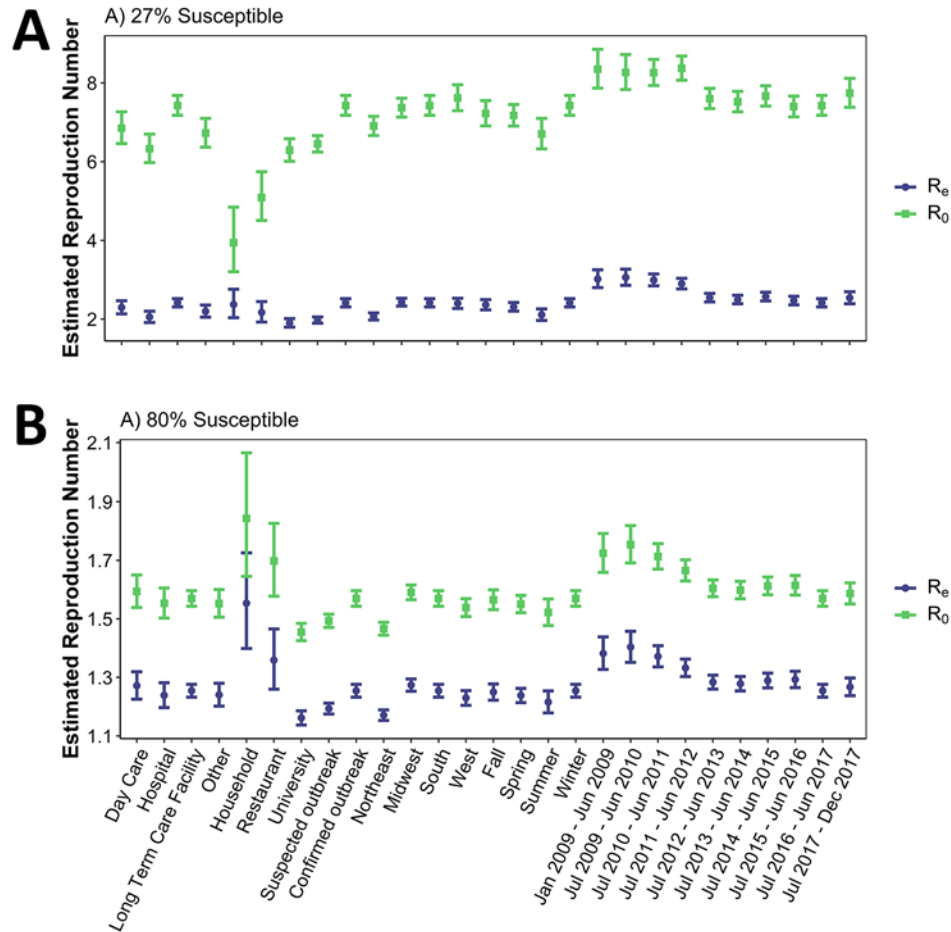 A
A) 27% Susceptible
Estimated Reproduction Number
8
6
4
2
Re
R0
B
A) 80% Susceptible
Estimated Reproduction Number
2.1
1.9
1.7
1.5
1.3
1.1
Re
R0
Day Care
Hospital
Long Term Care Facility
Other
Household
Restaurant
University
Suspected outbreak
Confirmed outbreak
Northeast
Midwest
South
West
Fall
Spring
Summer
Winter
Jan 2009 - Jun 2009
Jul 2009 - Jun 2010
Jul 2010 - Jun 2011
Jul 2011 - Jun 2012
Jul 2012 - Jun 2013
Jul 2013 - Jun 2014
Jul 2014 - Jun 2015
Jul 2015 - Jun 2016
Jul 2016 - Jun 2017
Jul 2017 - Dec 2017